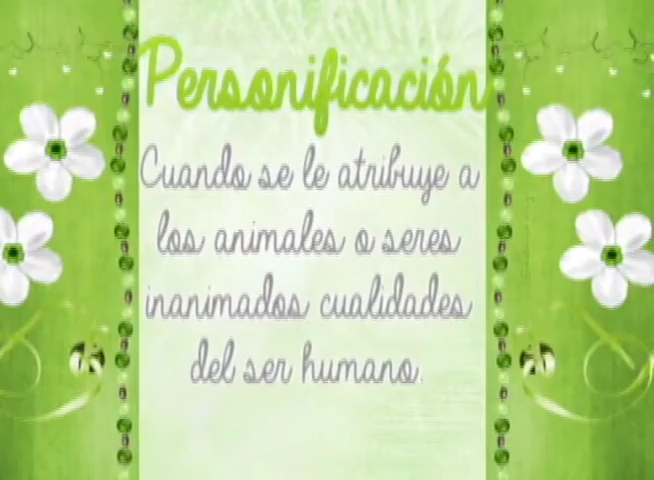 Personificación
Cuando se le atribuye a
los animales o seres
inanimados cualidades
del ser humano.